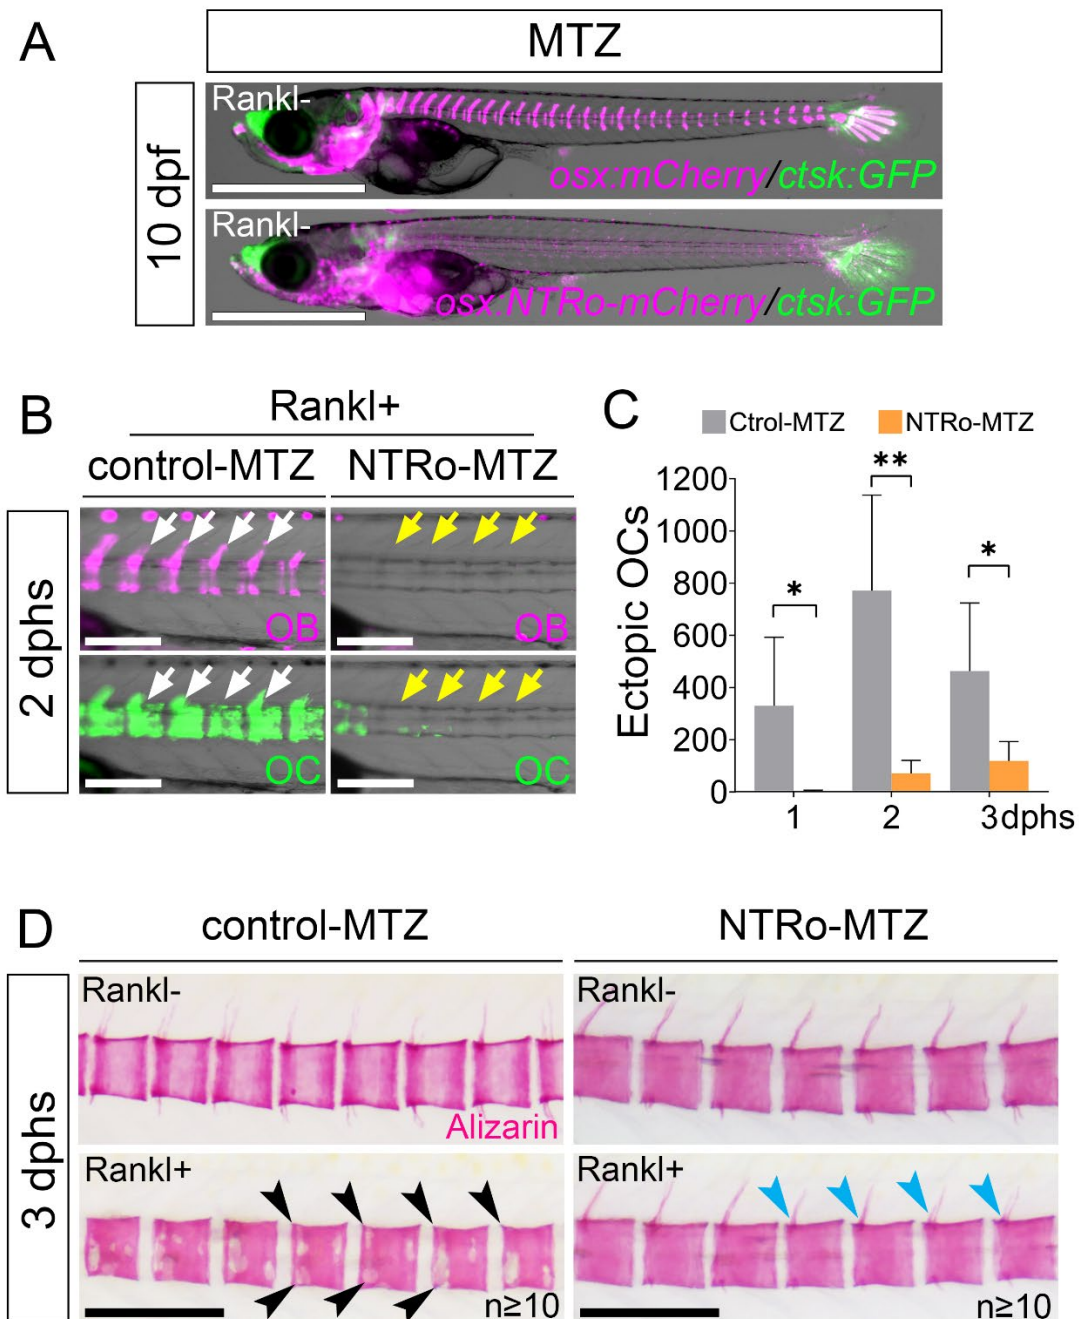 A
MTZ
10 dpf
Rankl-
osx:mCherry/ctsk:GFP
Rankl-
osx:NTRo-mCherry/ctsk:GFP
B
Rankl+
control-MTZ NTRo-MTZ
2 dphs
OB OB
OC OC
C
Ctrol-MTZ NTRo-MTZ
Ectopic OCs
1200
1000
800
600
400
200
0
* ** *
1 2 3dphs
D
control-MTZ NTRo-MTZ
3 dphs
Rankl- Rankl-
Alizarin
Rankl+ Rankl+
n≥10 n≥10